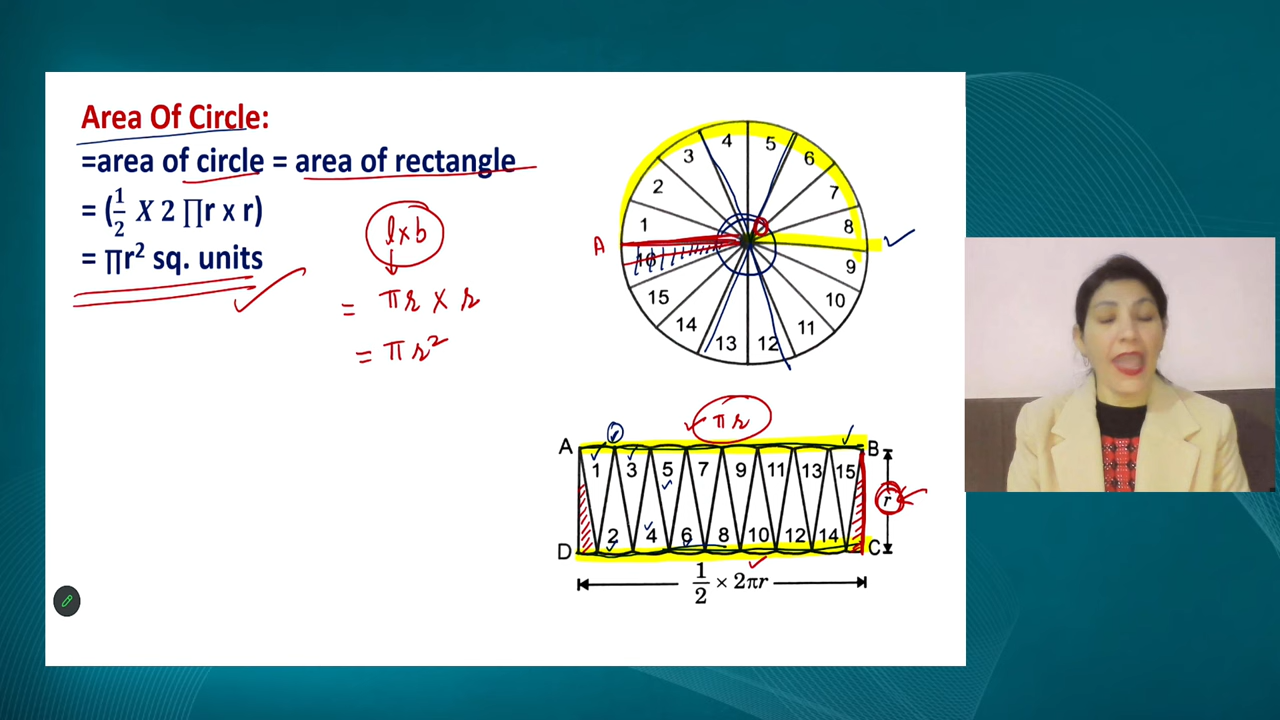 Area Of Circle:
=area of circle = area of rectangle
= (1/2 X 2 ∏r x r)
= ∏r² sq. units
l x b
= πr × r
= πr²
4 5
3 6
2 7
1 8
A
16 9
15 10
14 11
13 12
πr
A B
1 3 5 7 9 11 13 15
r
2 4 6 8 10 12 14
D C
1/2 × 2πr